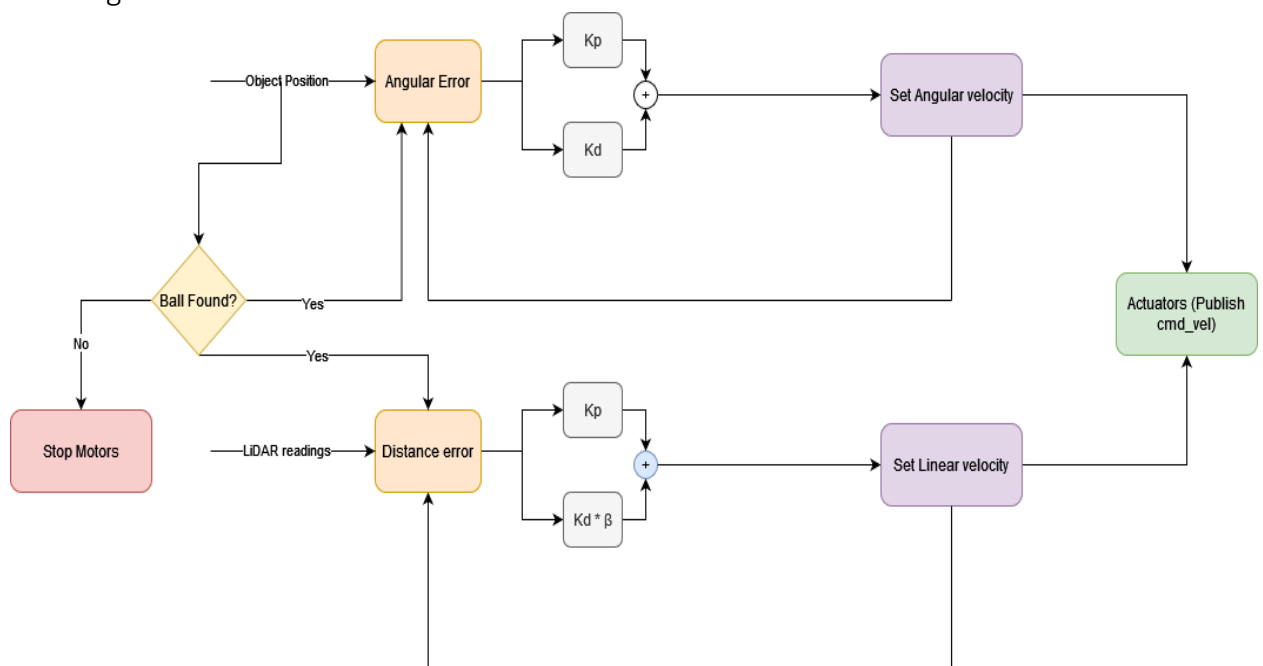 Kp
Object Position
Angular Error
Set Angular velocity
Kd
Ball Found?
Yes
Actuators (Publish
cmd_vel)
No
Yes
Kp
Stop Motors
LiDAR readings
Distance error
Set Linear velocity
Kd * β
+
+